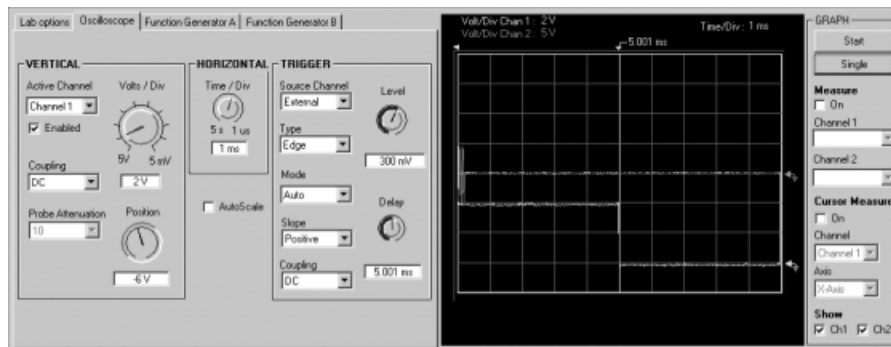 Lab options Oscilloscope Function Generator A Function Generator B
VERTICAL
Active Channel
Channel 1
Enabled
Volts / Div
5V 5 mV
2 V
Coupling
DC
Probe Attenuation
10
Position
-6 V
HORIZONTAL
Time / Div
5 s 1 us
1 ms
AutoScale
TRIGGER
Source Channel
External
Type
Edge
Mode
Auto
Slope
Positive
Coupling
DC
Level
300 mV
Delay
5.001 ms
Volt/Div Chan 1 : 2 V
Volt/Div Chan 2 : 5 V
Time/Div : 1 ms
-5.001 ms
GRAPH
Start
Single
Measure
On
Channel 1
Channel 2
Cursor Measure
On
Channel
Channel 1
Axis
X-Axis
Show
Ch1 Ch2